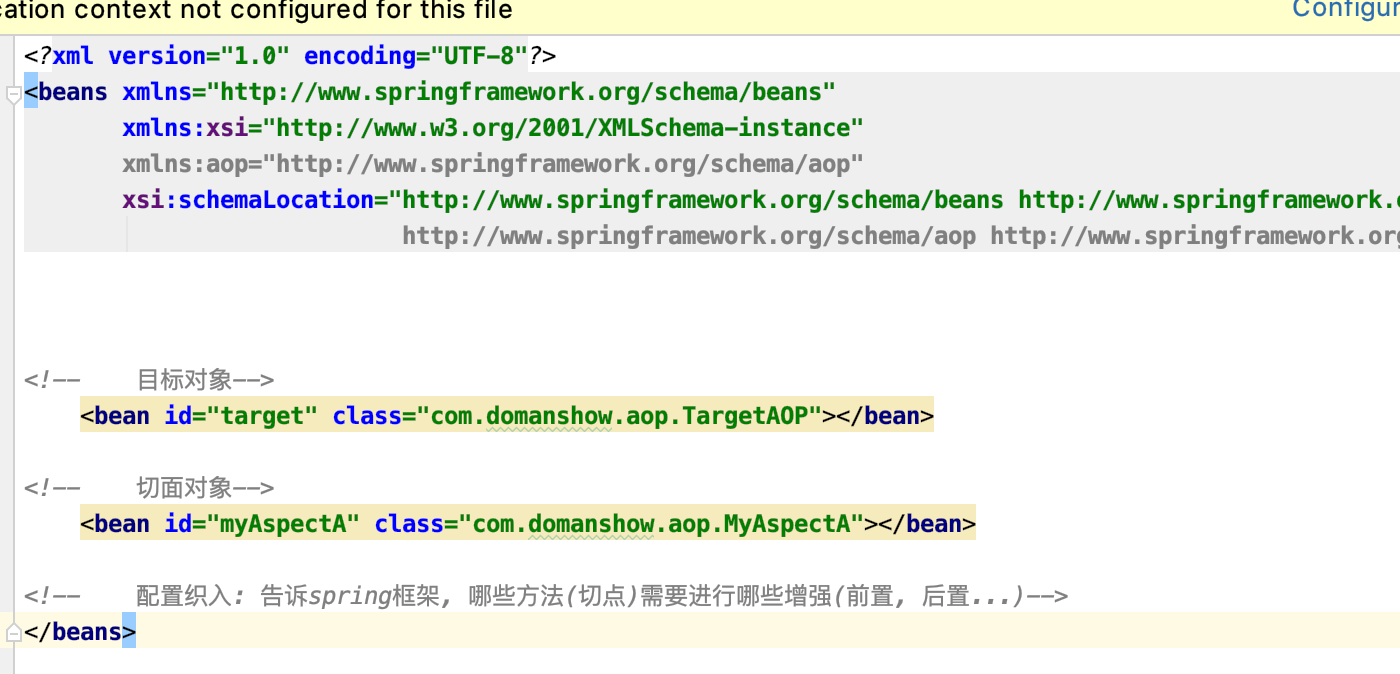 cation context not configured for this file
Configur
<?xml version="1.0" encoding="UTF-8"?>
<beans xmlns="http://www.springframework.org/schema/beans"
xmlns:xsi="http://www.w3.org/2001/XMLSchema-instance"
xmlns:aop="http://www.springframework.org/schema/aop"
xsi:schemaLocation="http://www.springframework.org/schema/beans http://www.springframework.
http://www.springframework.org/schema/aop http://www.springframework.org
<!-- 目标对象-->
<bean id="target" class="com.domanshow.aop.TargetAOP"></bean>
<!-- 切面对象-->
<bean id="myAspectA" class="com.domanshow.aop.MyAspectA"></bean>
<!-- 配置织入: 告诉spring框架, 哪些方法(切点)需要进行哪些增强(前置, 后置...)-->
</beans>